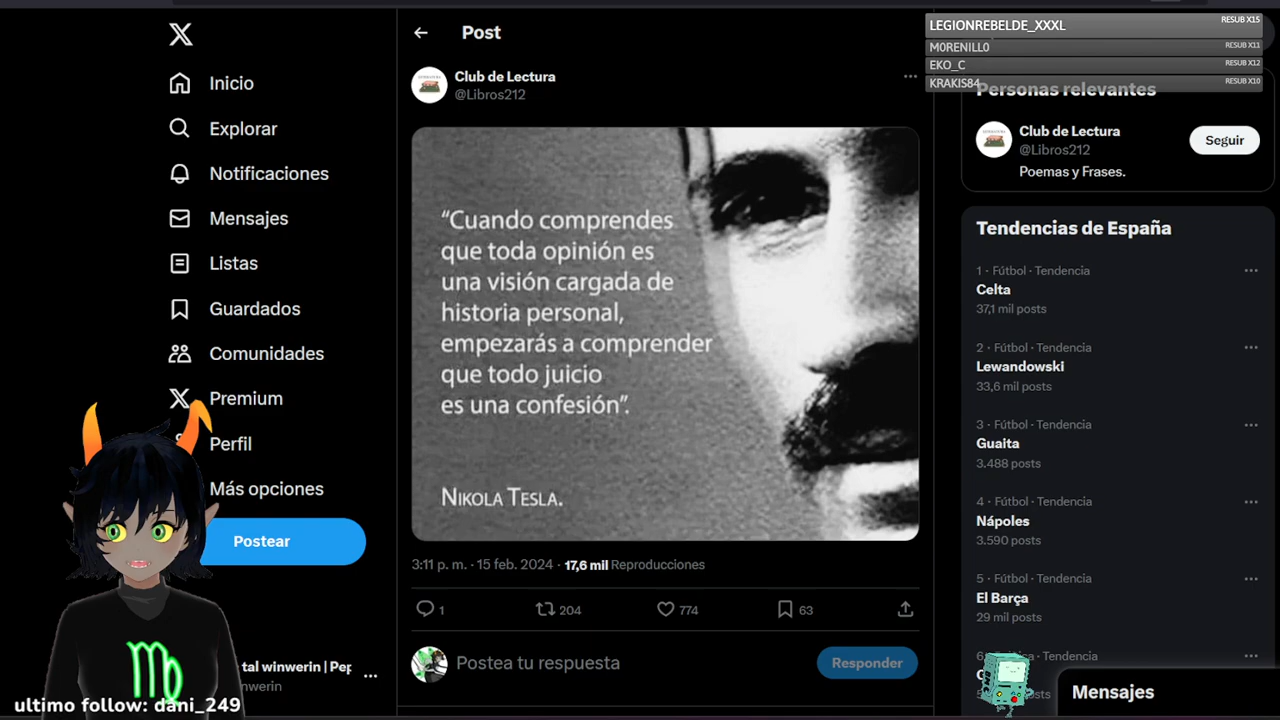 Inicio
Explorar
Notificaciones
Mensajes
Listas
Guardados
Comunidades
Premium
Perfil
Más opciones
Postear
tal winwerin | Pep
winwerin
ultimo follow: dani_249
Post
Club de Lectura
@Libros212
“Cuando comprendes
que toda opinión es
una visión cargada de
historia personal,
empezarás a comprender
que todo juicio
es una confesión”.
Nikola Tesla.
3:11 p. m. · 15 feb. 2024 · 17,6 mil Reproducciones
1 204 774 63
Postea tu respuesta
Responder
LEGIONREBELDE_XXXL RESUB X15
M0RENILL0 RESUB X11
EKO_C RESUB X12
KRAKIS84 RESUB X10
Personas relevantes
Club de Lectura
@Libros212
Seguir
Poemas y Frases.
Tendencias de España
1 · Fútbol · Tendencia
Celta
37,1 mil posts
2 · Fútbol · Tendencia
Lewandowski
33,6 mil posts
3 · Fútbol · Tendencia
Guaita
3.488 posts
4 · Fútbol · Tendencia
Nápoles
3.590 posts
5 · Fútbol · Tendencia
El Barça
29 mil posts
Tendencia
posts
Mensajes